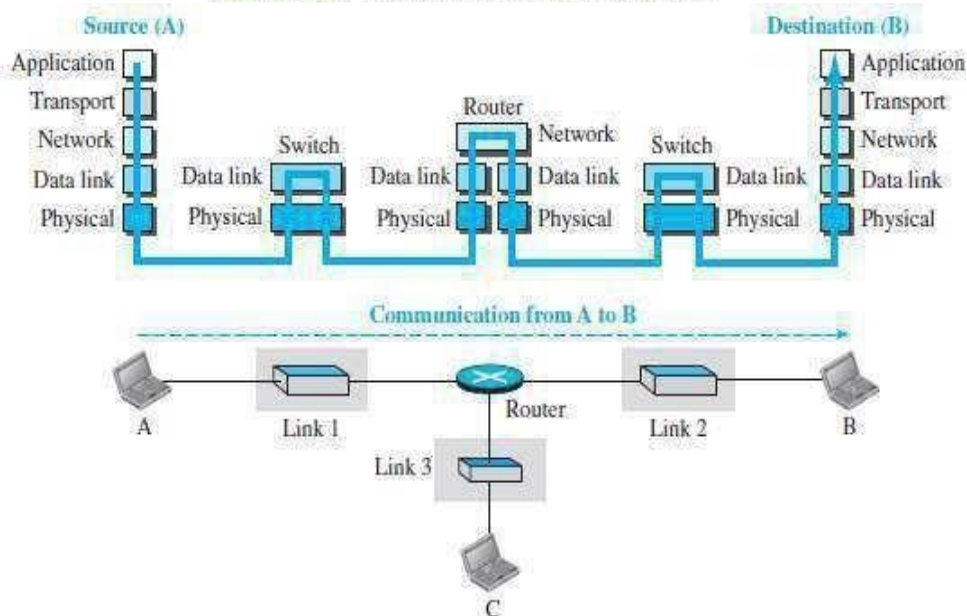 Source (A)
Destination (B)
Application
Application
Transport
Transport
Router
Network
Switch
Network
Switch
Network
Data link
Data link
Data link
Data link
Data link
Data link
Physical
Physical
Physical
Physical
Physical
Physical
Communication from A to B
A
Link 1
Router
Link 2
B
Link 3
C